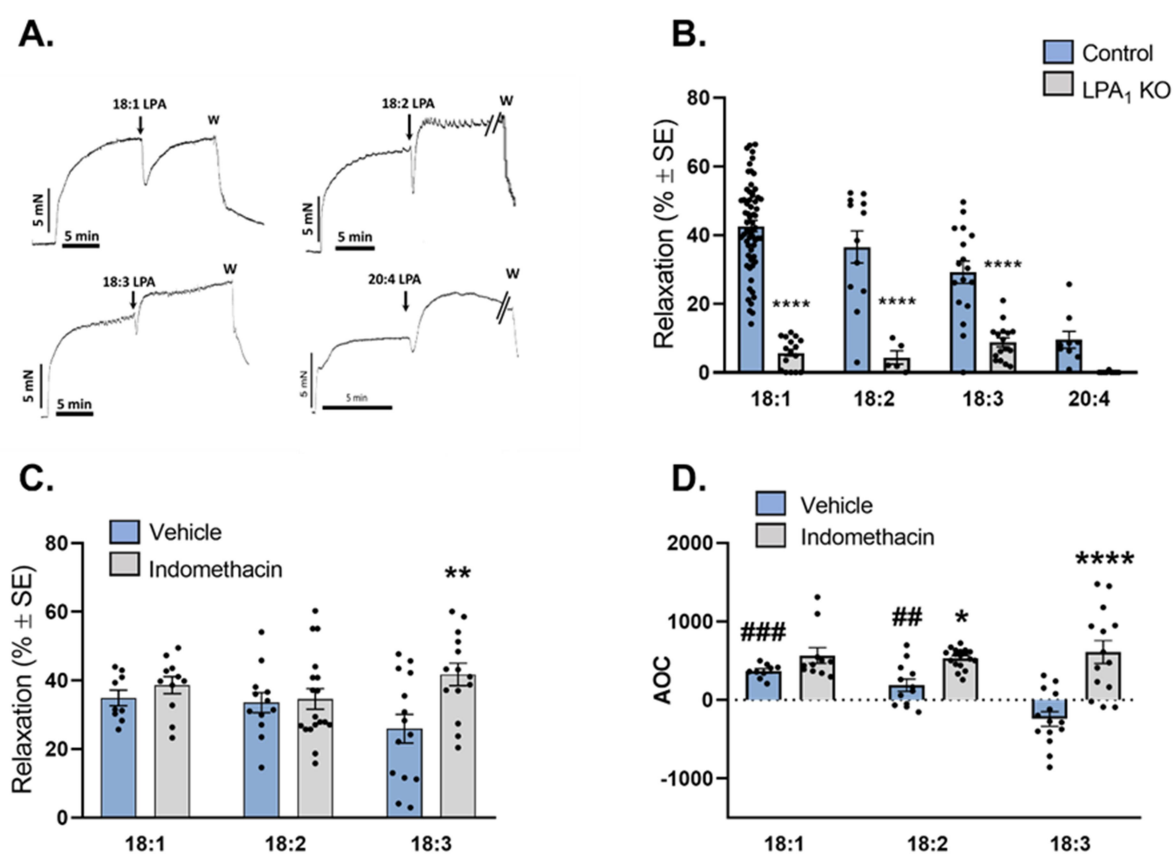 A.
18:1 LPA
W
5 mN
5 min
18:2 LPA
W
5 mN
5 min
18:3 LPA
W
5 mN
5 min
20:4 LPA
W
5 mN
5 min
B.
Control
LPA₁ KO
Relaxation (% ± SE)
80
60
40
20
0
****
****
****
18:1
18:2
18:3
20:4
C.
Vehicle
Indomethacin
Relaxation (% ± SE)
80
60
40
20
0
**
18:1
18:2
18:3
D.
Vehicle
Indomethacin
AOC
2000
1000
0
-1000
###
##
*
****
18:1
18:2
18:3